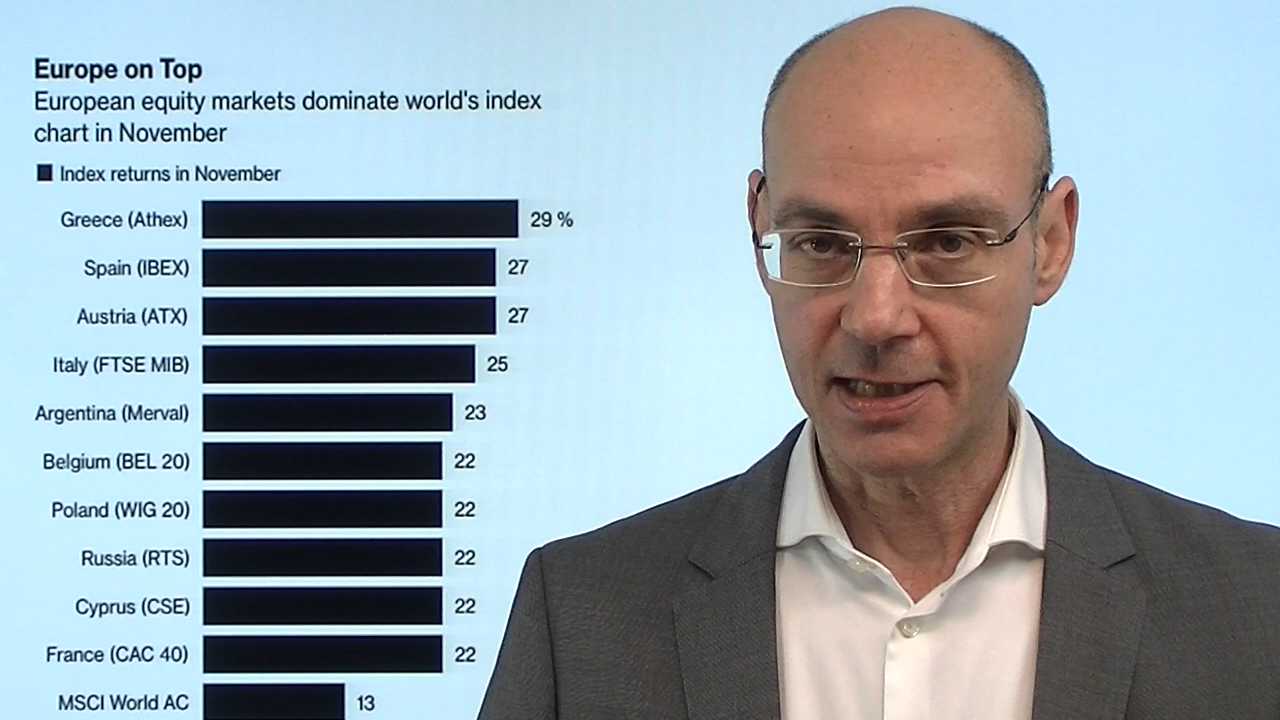 Europe on Top
European equity markets dominate world's index
chart in November
Index returns in November
Greece (Athex) 29 %
Spain (IBEX) 27
Austria (ATX) 27
Italy (FTSE MIB) 25
Argentina (Merval) 23
Belgium (BEL 20) 22
Poland (WIG 20) 22
Russia (RTS) 22
Cyprus (CSE) 22
France (CAC 40) 22
MSCI World AC 13